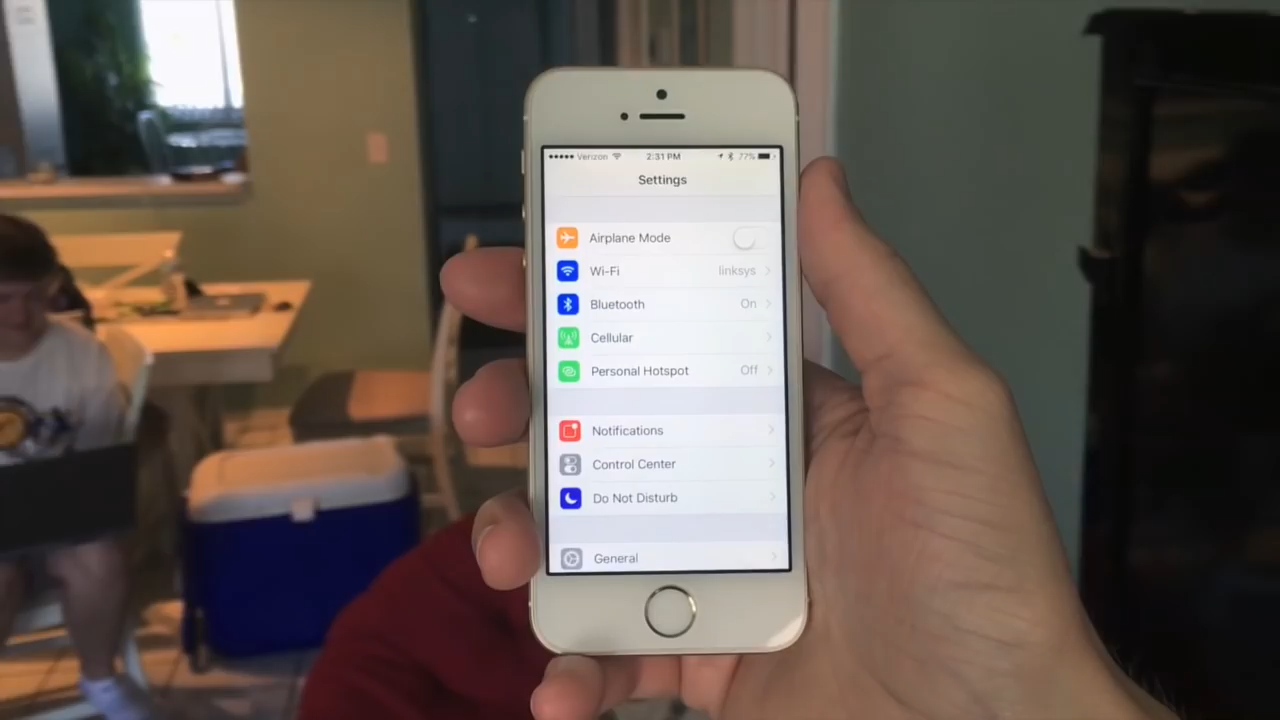 Verizon 2:31 PM 77%
Settings
Airplane Mode
Wi-Fi linksys
Bluetooth On
Cellular
Personal Hotspot Off
Notifications
Control Center
Do Not Disturb
General